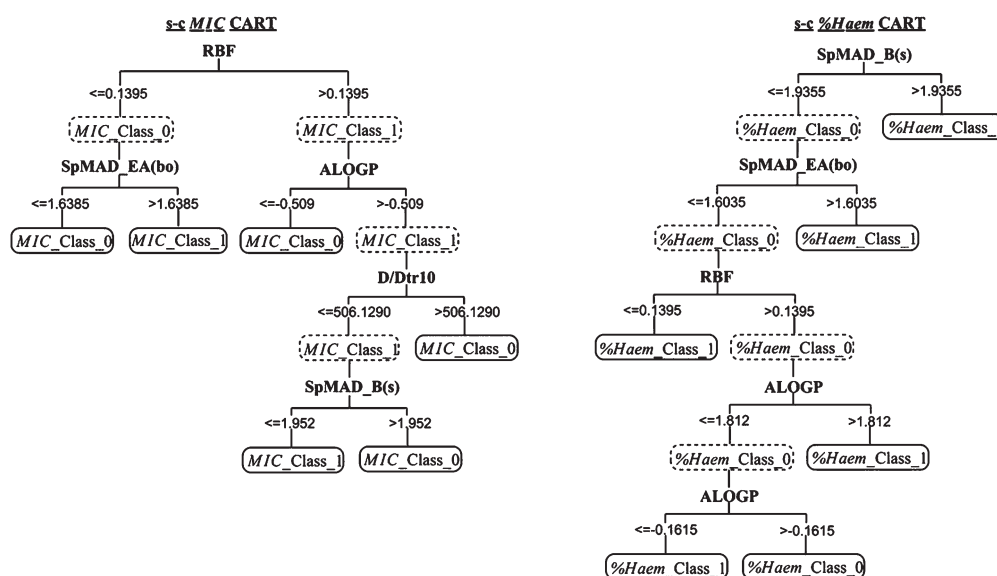 s-c MIC CART
RBF
<=0.1395 >0.1395
MIC_Class_0 MIC_Class_1
SpMAD_EA(bo) ALOGP
<=1.6385 >1.6385 <=-0.509 >-0.509
MIC_Class_0 MIC_Class_1 MIC_Class_0 MIC_Class_1
D/Dtr10
<=506.1290 >506.1290
MIC_Class_1 MIC_Class_0
SpMAD_B(s)
<=1.952 >1.952
MIC_Class_1 MIC_Class_0
s-c %Haem CART
SpMAD_B(s)
<=1.9355 >1.9355
%Haem_Class_0 %Haem_Class_
SpMAD_EA(bo)
<=1.6035 >1.6035
%Haem_Class_0 %Haem_Class_1
RBF
<=0.1395 >0.1395
%Haem_Class_1 %Haem_Class_0
ALOGP
<=1.812 >1.812
%Haem_Class_0 %Haem_Class_1
ALOGP
<=-0.1615 >-0.1615
%Haem_Class_1 %Haem_Class_0